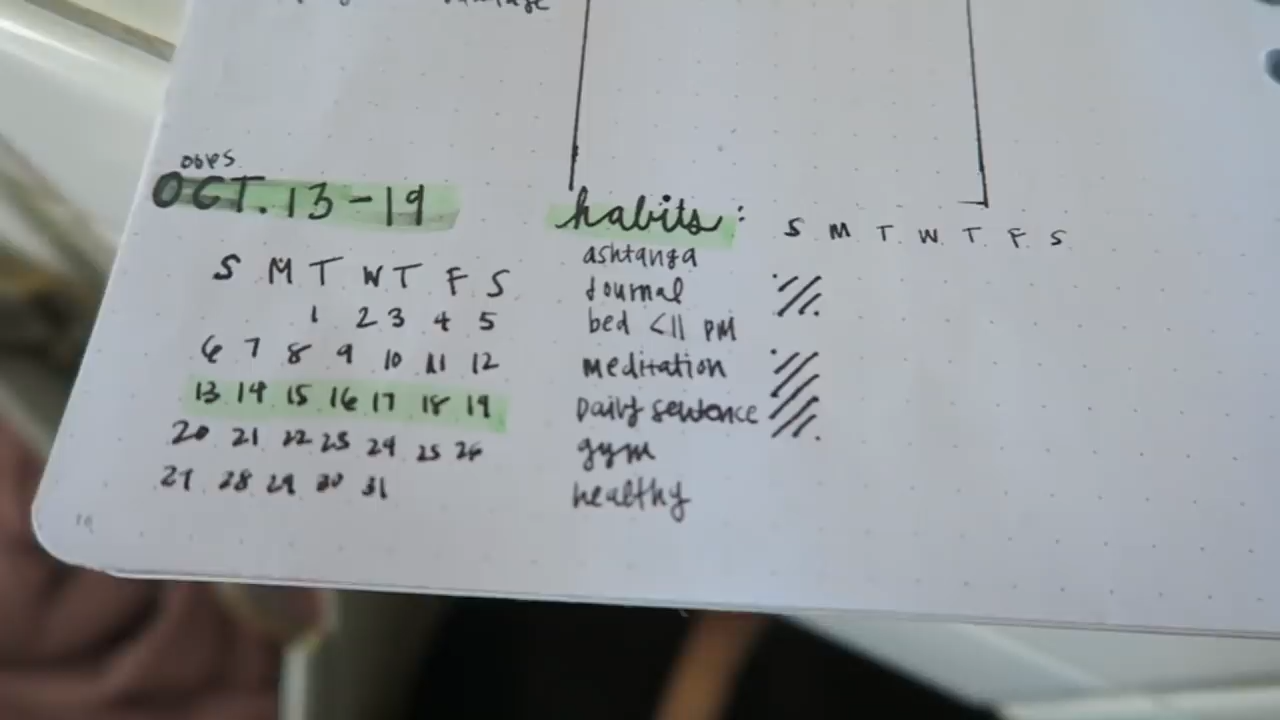 oops
OCT. 13-19
S M T W T F S
1 2 3 4 5
6 7 8 9 10 11 12
13 14 15 16 17 18 19
20 21 22 23 24 25 26
27 28 29 30 31
habits: S M T W T F S
ashtanga
Journal
bed <11 PM
meditation
Daily sentence
gym
healthy